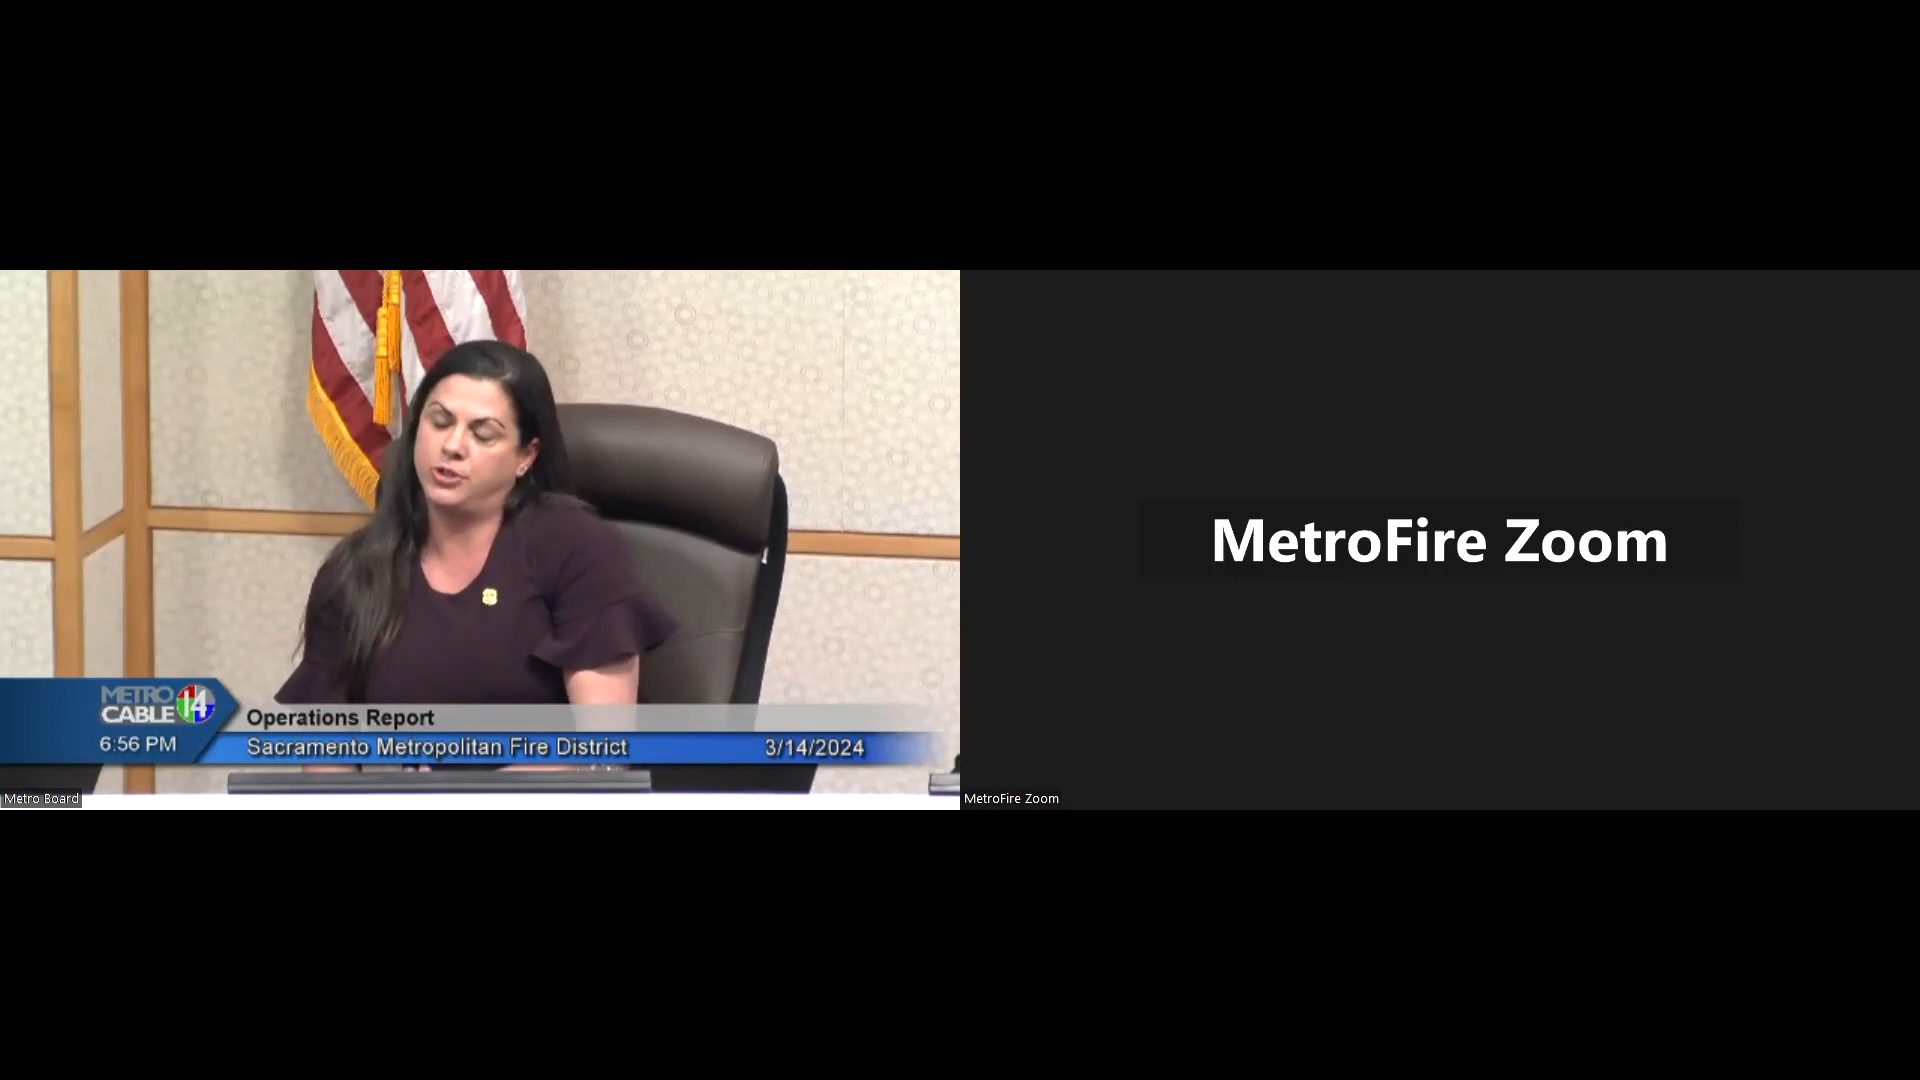 METRO
CABLE 14
6:56 PM
Operations Report
Sacramento Metropolitan Fire District 3/14/2024
Metro Board
MetroFire Zoom
MetroFire Zoom